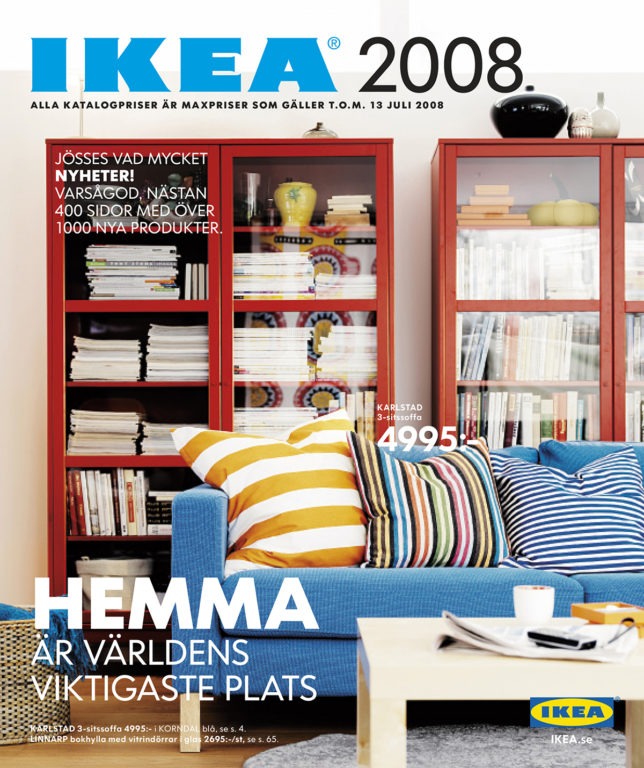 IKEA® 2008
ALLA KATALOGPRISER ÄR MAXPRISER SOM GÄLLER T.O.M. 13 JULI 2008
JÖSSES VAD MYCKET
NYHETER!
VARSÅGOD, NÄSTAN
400 SIDOR MED ÖVER
1000 NYA PRODUKTER.
KARLSTAD
3-sitssoffa
4995:-
HEMMA
ÄR VÄRLDENS
VIKTIGASTE PLATS
KARLSTAD 3-sitssoffa 4995:- i KORNDAL blå, se s. 4.
LINNARP bokhylla med vitrindörrar i glas 2695:-/st, se s. 65.
IKEA®
IKEA.se